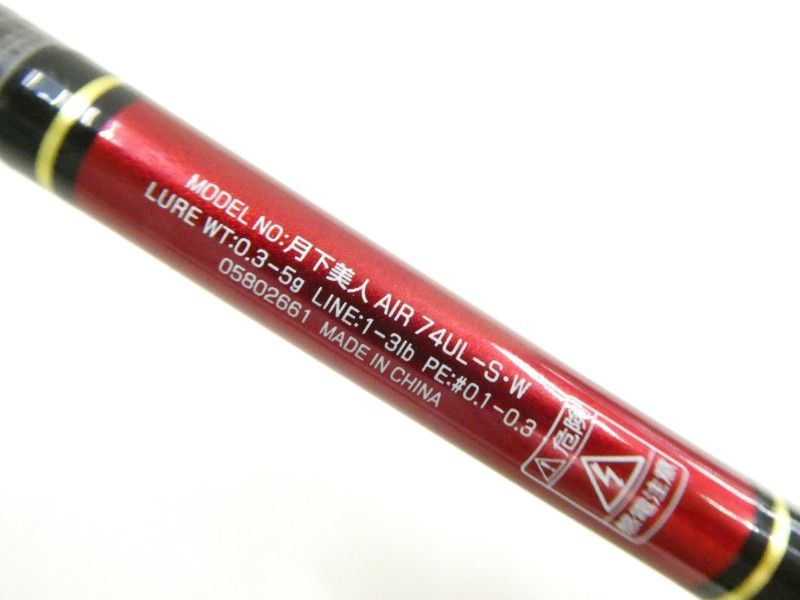 MODEL NO:月下美人 AIR 74UL-S・W
LURE WT:0.3-5g LINE:1-3lb PE:#0.1-0.3
05802661 MADE IN CHINA
危険
感電注意